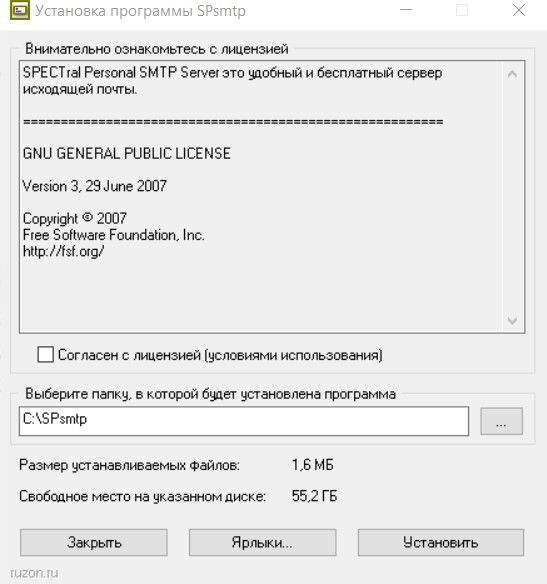 Установка программы SPsmtp
Внимательно ознакомьтесь с лицензией
SPECTral Personal SMTP Server это удобный и бесплатный сервер
исходящей почты.
========================================================
GNU GENERAL PUBLIC LICENSE
Version 3, 29 June 2007
Copyright © 2007
Free Software Foundation, Inc.
http://fsf.org/
Согласен с лицензией (условиями использования)
Выберите папку, в которой будет установлена программа
C:\SPsmtp
...
Размер устанавливаемых файлов: 1,6 МБ
Свободное место на указанном диске: 55,2 ГБ
Закрыть Ярлыки... Установить
ruzon.ru